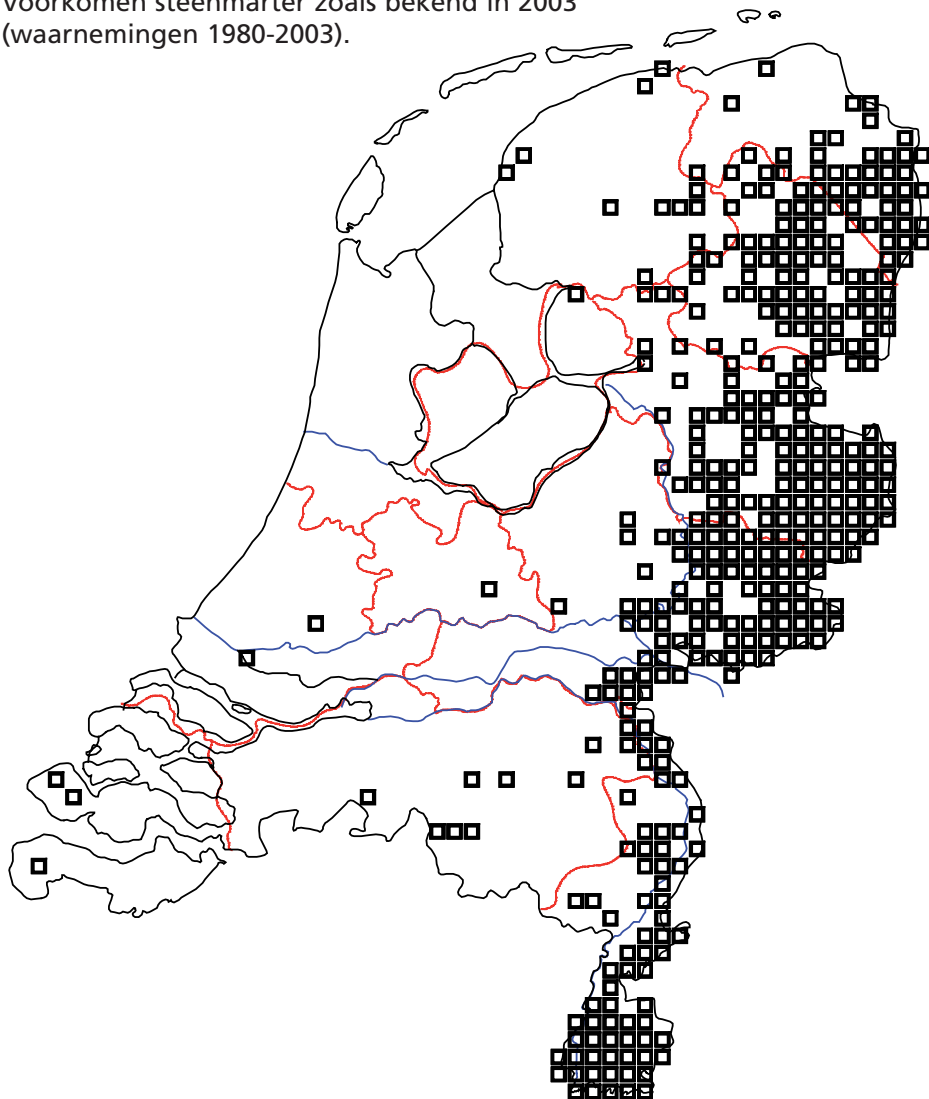 voorkomen steenmarter zoals bekend in 2003
(waarnemingen 1980-2003).